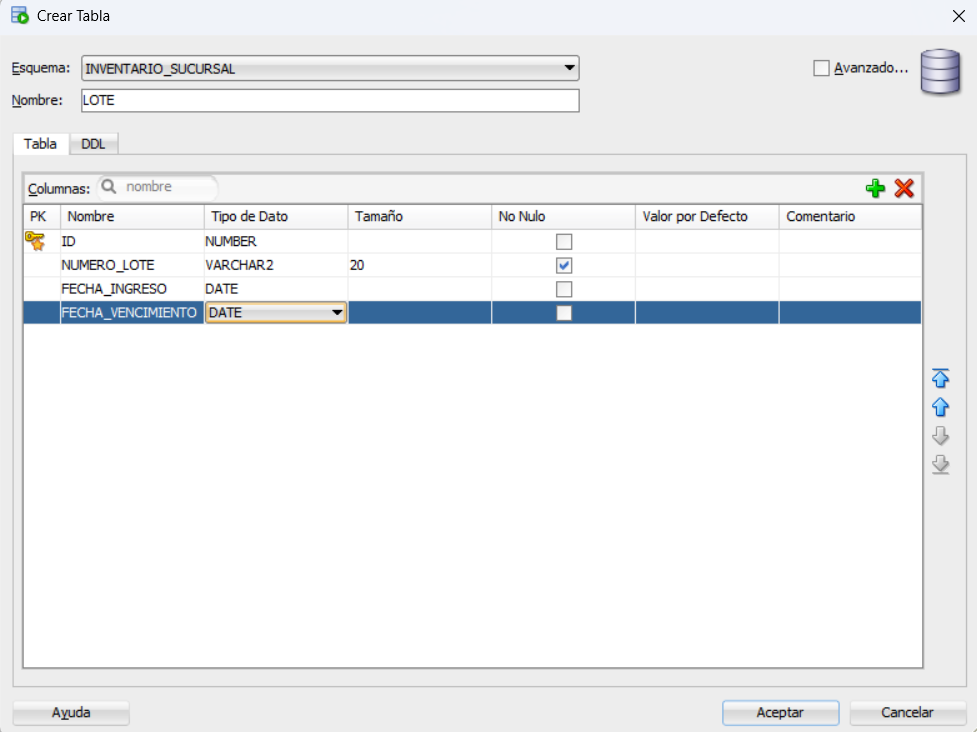 Crear Tabla
Esquema: INVENTARIO_SUCURSAL
Avanzado...
Nombre: LOTE
Tabla DDL
Columnas: nombre
PK Nombre Tipo de Dato Tamaño No Nulo Valor por Defecto Comentario
ID NUMBER
NUMERO_LOTE VARCHAR2 20
FECHA_INGRESO DATE
FECHA_VENCIMIENTO DATE
Ayuda Aceptar Cancelar